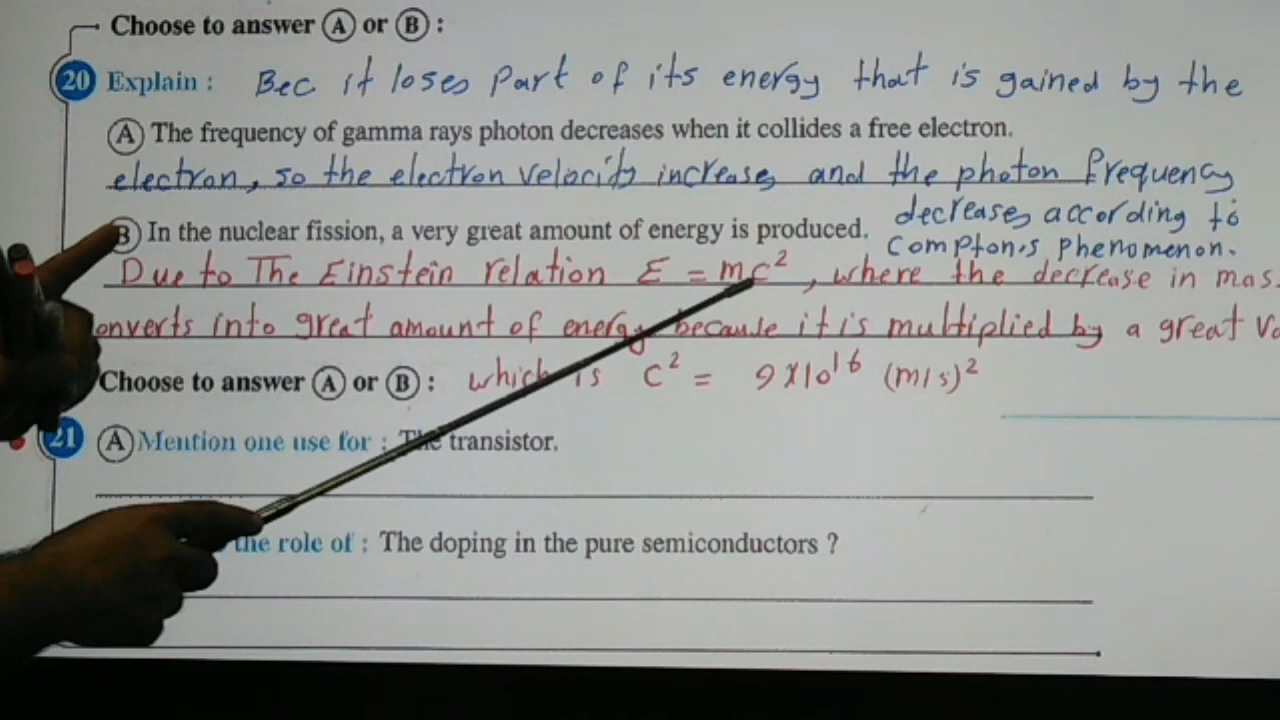 Choose to answer (A) or (B) :
20 Explain : Bec it loses part of its energy that is gained by the
(A) The frequency of gamma rays photon decreases when it collides a free electron.
electron, so the electron velocity increases and the photon frequency
decreases according to
(B) In the nuclear fission, a very great amount of energy is produced.
Compton's phenomenon.
Due to The Einstein relation E = mc², where the decrease in mas
onverts into great amount of energy because it is multiplied by a great
Choose to answer (A) or (B) : which is C² = 9X10¹⁶ (m/s)²
21 (A) Mention one use for : The transistor.
the role of : The doping in the pure semiconductors ?